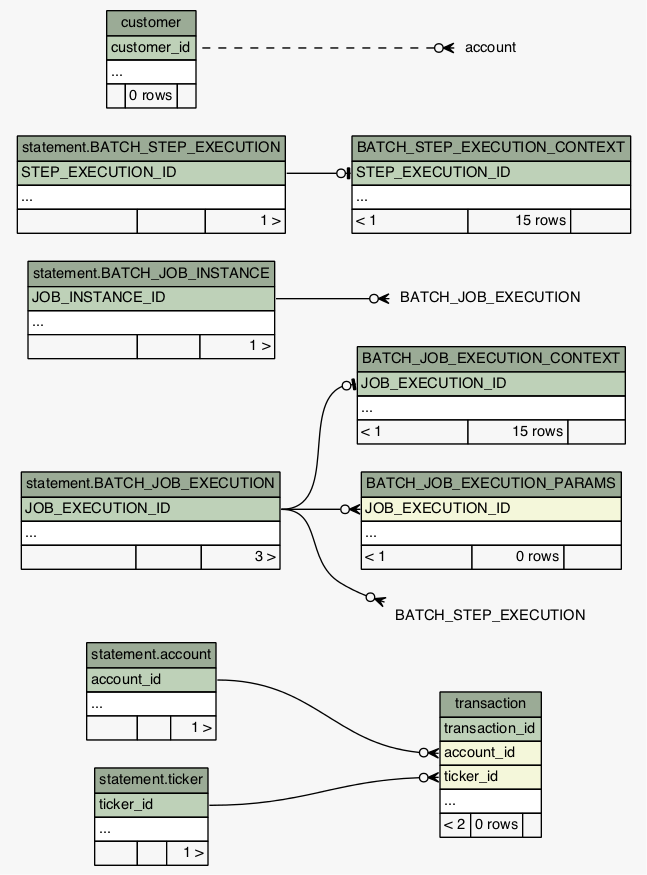 customer
customer_id
account
...
0 rows
statement.BATCH_STEP_EXECUTION
STEP_EXECUTION_ID
...
1 >
BATCH_STEP_EXECUTION_CONTEXT
STEP_EXECUTION_ID
...
< 1 15 rows
statement.BATCH_JOB_INSTANCE
JOB_INSTANCE_ID
BATCH_JOB_EXECUTION
...
1 >
BATCH_JOB_EXECUTION_CONTEXT
JOB_EXECUTION_ID
...
< 1 15 rows
statement.BATCH_JOB_EXECUTION
JOB_EXECUTION_ID
...
3 >
BATCH_JOB_EXECUTION_PARAMS
JOB_EXECUTION_ID
...
< 1 0 rows
BATCH_STEP_EXECUTION
statement.account
account_id
...
1 >
statement.ticker
ticker_id
...
1 >
transaction
transaction_id
account_id
ticker_id
...
< 2 0 rows